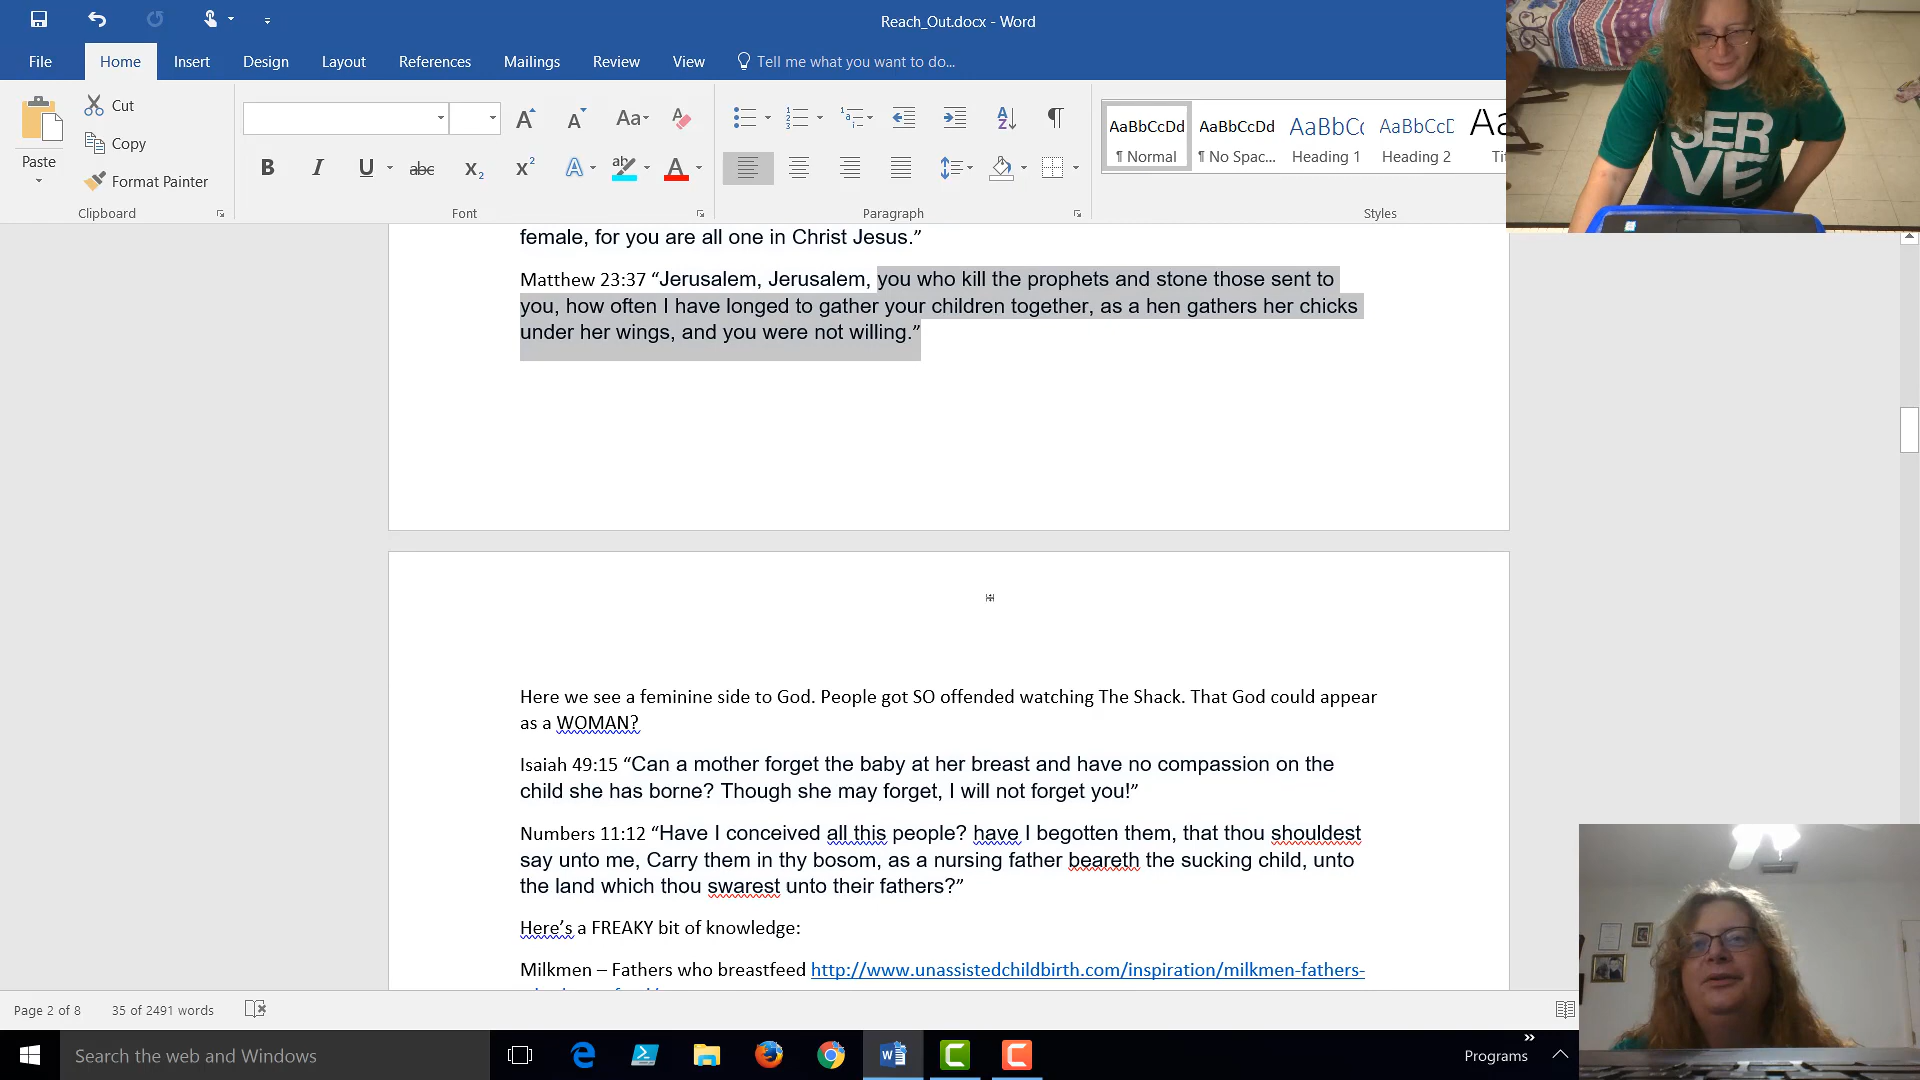 Reach_Out.docx - Word
File Home Insert Design Layout References Mailings Review View Tell me what you want to do...
Cut
Copy
Paste
Format Painter
Clipboard Font Paragraph Styles
AaBbCcDd AaBbCcDd AaBbCc AaBbCcD Aa
¶ Normal ¶ No Spac... Heading 1 Heading 2 Tit
SER
VE
female, for you are all one in Christ Jesus.”
Matthew 23:37 “Jerusalem, Jerusalem, you who kill the prophets and stone those sent to
you, how often I have longed to gather your children together, as a hen gathers her chicks
under her wings, and you were not willing.”
Here we see a feminine side to God. People got SO offended watching The Shack. That God could appear
as a WOMAN?
Isaiah 49:15 “Can a mother forget the baby at her breast and have no compassion on the
child she has borne? Though she may forget, I will not forget you!”
Numbers 11:12 “Have I conceived all this people? have I begotten them, that thou shouldest
say unto me, Carry them in thy bosom, as a nursing father beareth the sucking child, unto
the land which thou swarest unto their fathers?”
Here’s a FREAKY bit of knowledge:
Milkmen – Fathers who breastfeed http://www.unassistedchildbirth.com/inspiration/milkmen-fathers-
Page 2 of 8 35 of 2491 words
Search the web and Windows
Programs